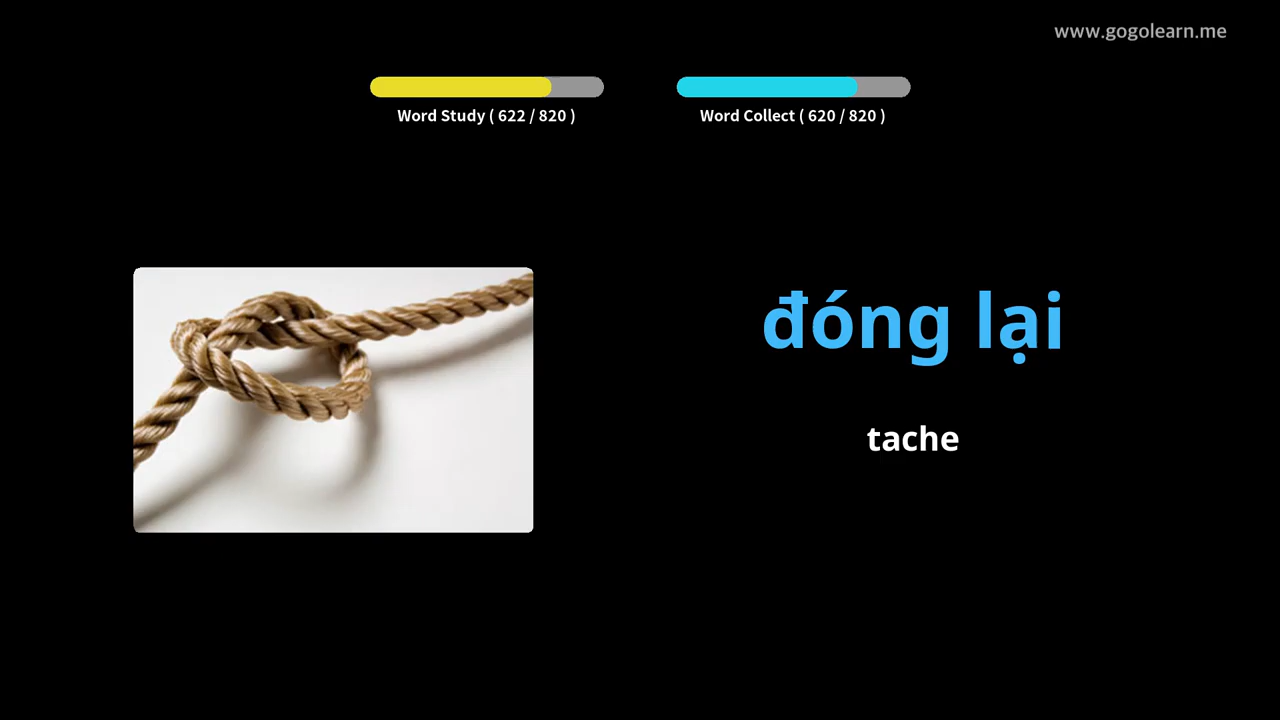 www.gogolearn.me
Word Study ( 622 / 820 )
Word Collect ( 620 / 820 )
đóng lại
tache